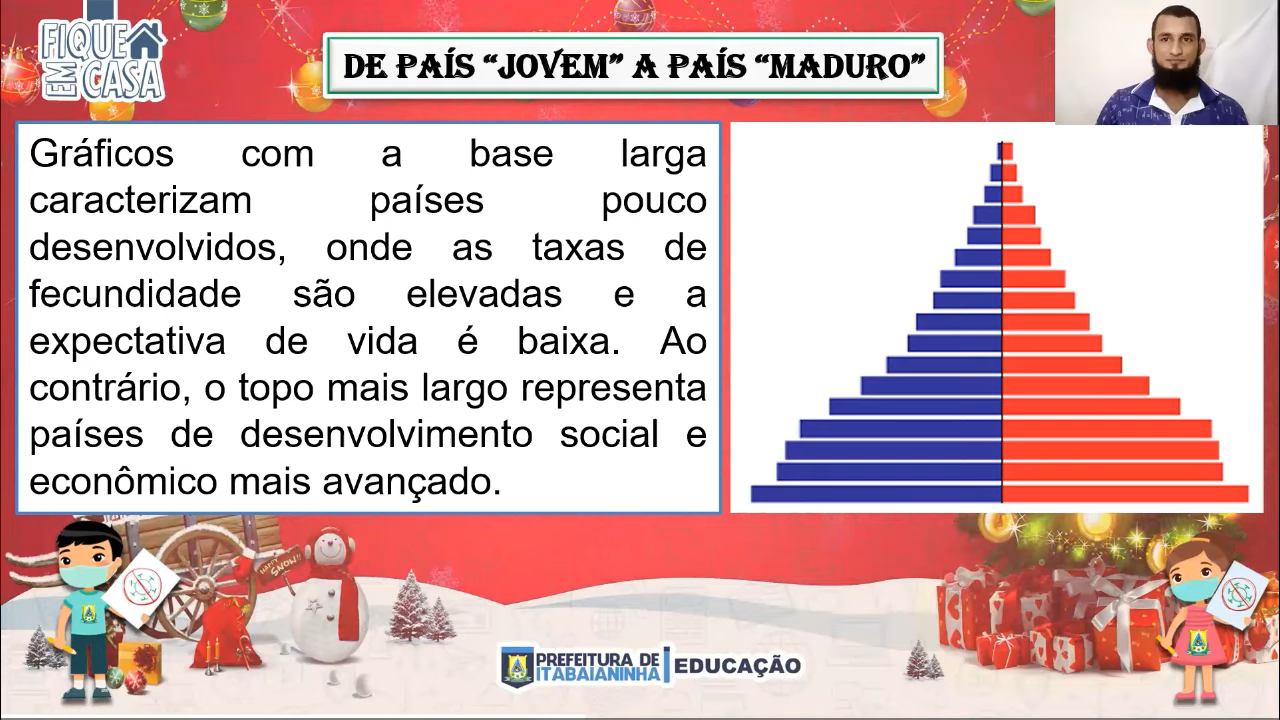 FIQUE
EM
CASA
DE PAÍS “JOVEM” A PAÍS “MADURO”
Gráficos com a base larga
caracterizam países pouco
desenvolvidos, onde as taxas de
fecundidade são elevadas e a
expectativa de vida é baixa. Ao
contrário, o topo mais largo representa
países de desenvolvimento social e
econômico mais avançado.
HAPPY
SNOW!!
PREFEITURA DE
ITABAIANINHA
EDUCAÇÃO